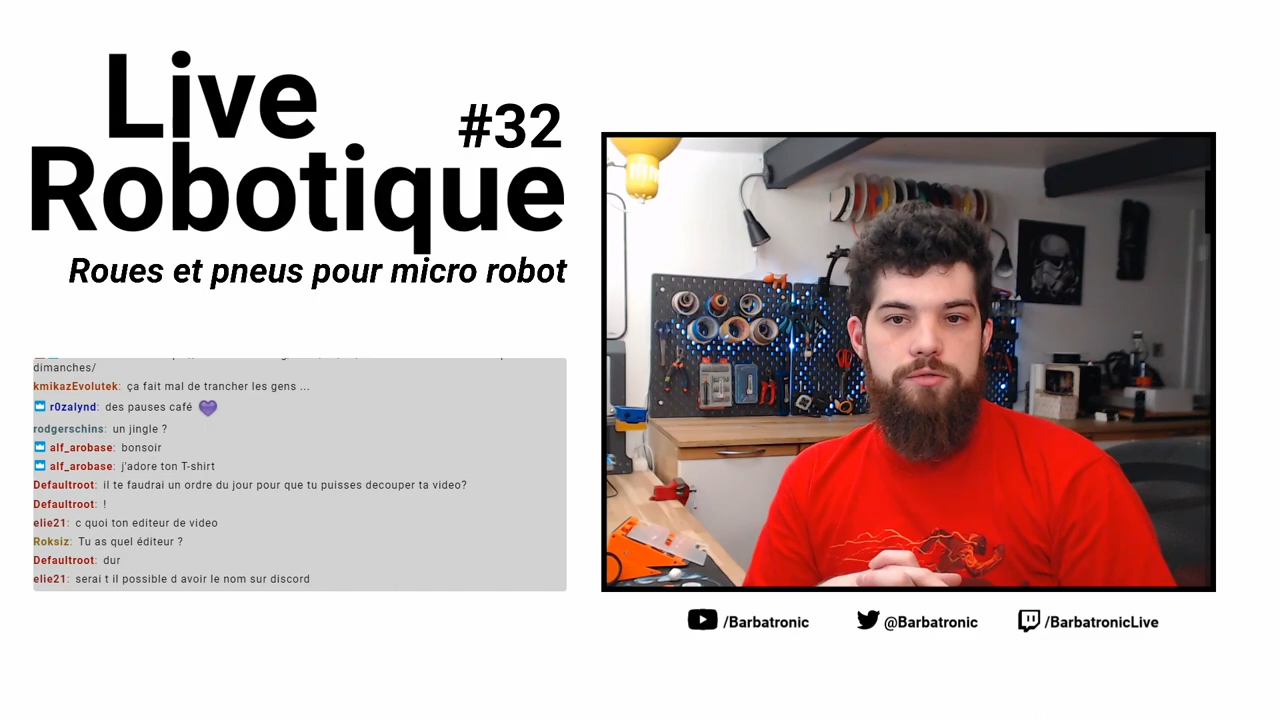 Live
#32
Robotique
Roues et pneus pour micro robot
dimanches/
kmikazEvolutek: ça fait mal de trancher les gens ...
r0zalynd: des pauses café
rodgerschins: un jingle ?
alf_arobase: bonsoir
alf_arobase: j'adore ton T-shirt
Defaultroot: il te faudrai un ordre du jour pour que tu puisses decouper ta video?
Defaultroot: !
elie21: c quoi ton editeur de video
Roksiz: Tu as quel éditeur ?
Defaultroot: dur
elie21: serai t il possible d avoir le nom sur discord
/Barbatronic
@Barbatronic
/BarbatronicLive